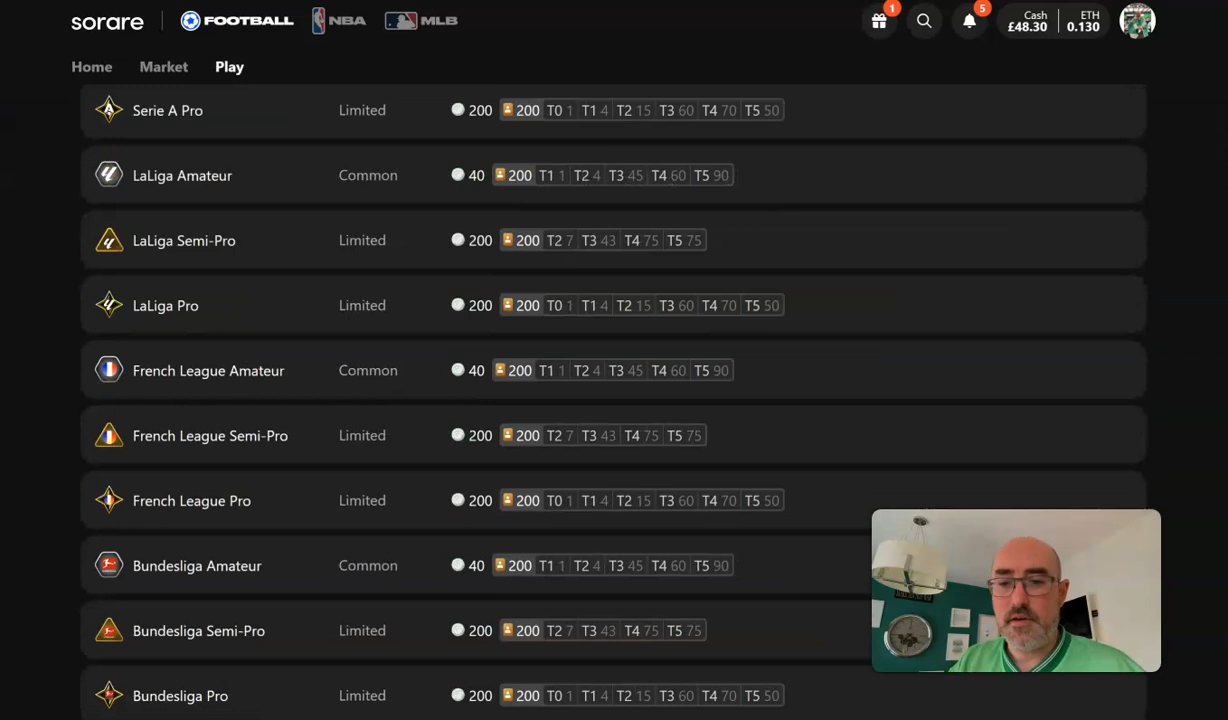 sorare FOOTBALL NBA MLB 1 5 Cash ETH
£48.30 0.130
Home Market Play
Serie A Pro Limited 200 200 T0 1 T1 4 T2 15 T3 60 T4 70 T5 50
LaLiga Amateur Common 40 200 T1 1 T2 4 T3 45 T4 60 T5 90
LaLiga Semi-Pro Limited 200 200 T2 7 T3 43 T4 75 T5 75
LaLiga Pro Limited 200 200 T0 1 T1 4 T2 15 T3 60 T4 70 T5 50
French League Amateur Common 40 200 T1 1 T2 4 T3 45 T4 60 T5 90
French League Semi-Pro Limited 200 200 T2 7 T3 43 T4 75 T5 75
French League Pro Limited 200 200 T0 1 T1 4 T2 15 T3 60 T4 70 T5 50
Bundesliga Amateur Common 40 200 T1 1 T2 4 T3 45 T4 60 T5 90
Bundesliga Semi-Pro Limited 200 200 T2 7 T3 43 T4 75 T5 75
Bundesliga Pro Limited 200 200 T0 1 T1 4 T2 15 T3 60 T4 70 T5 50